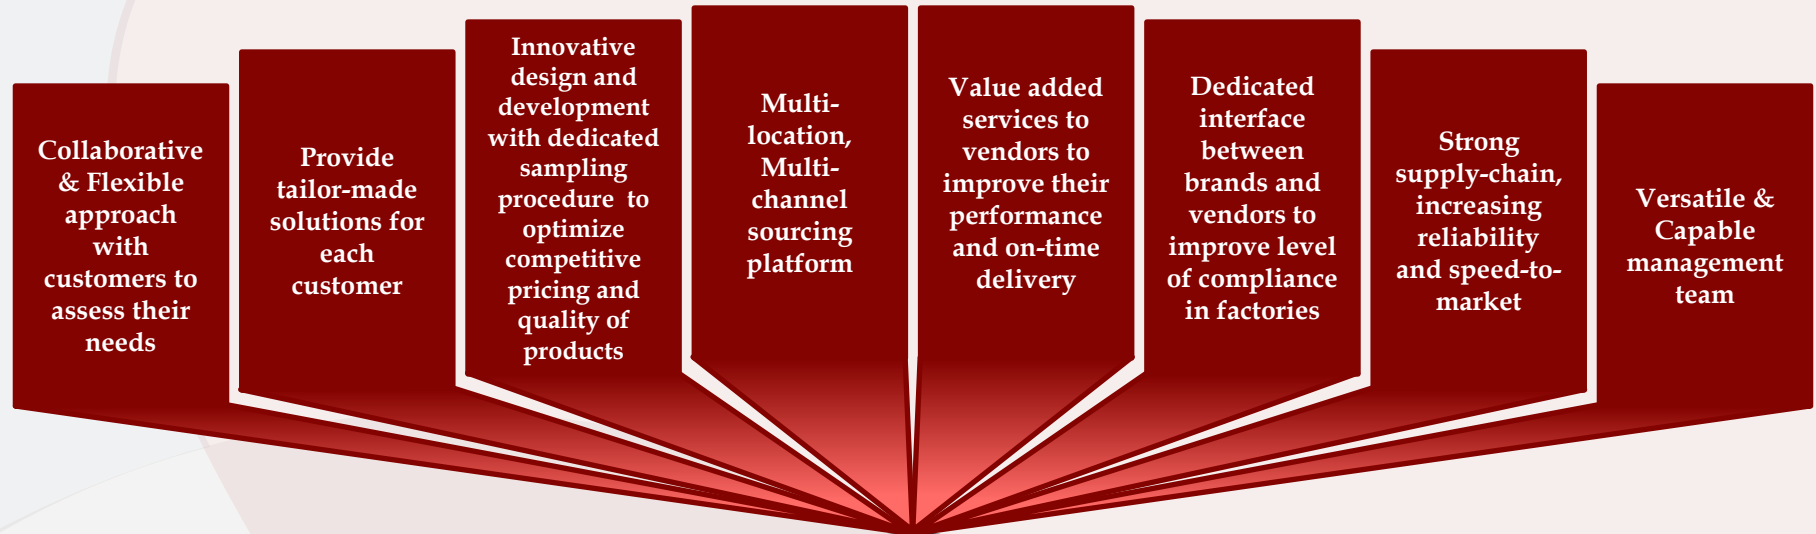 Collaborative
& Flexible
approach
with
customers to
assess their
needs
Provide
tailor-made
solutions for
each
customer
Innovative
design and
development
with dedicated
sampling
procedure to
optimize
competitive
pricing and
quality of
products
Multi-
location,
Multi-
channel
sourcing
platform
Value added
services to
vendors to
improve their
performance
and on-time
delivery
Dedicated
interface
between
brands and
vendors to
improve level
of compliance
in factories
Strong
supply-chain,
increasing
reliability
and speed-to-
market
Versatile &
Capable
management
team